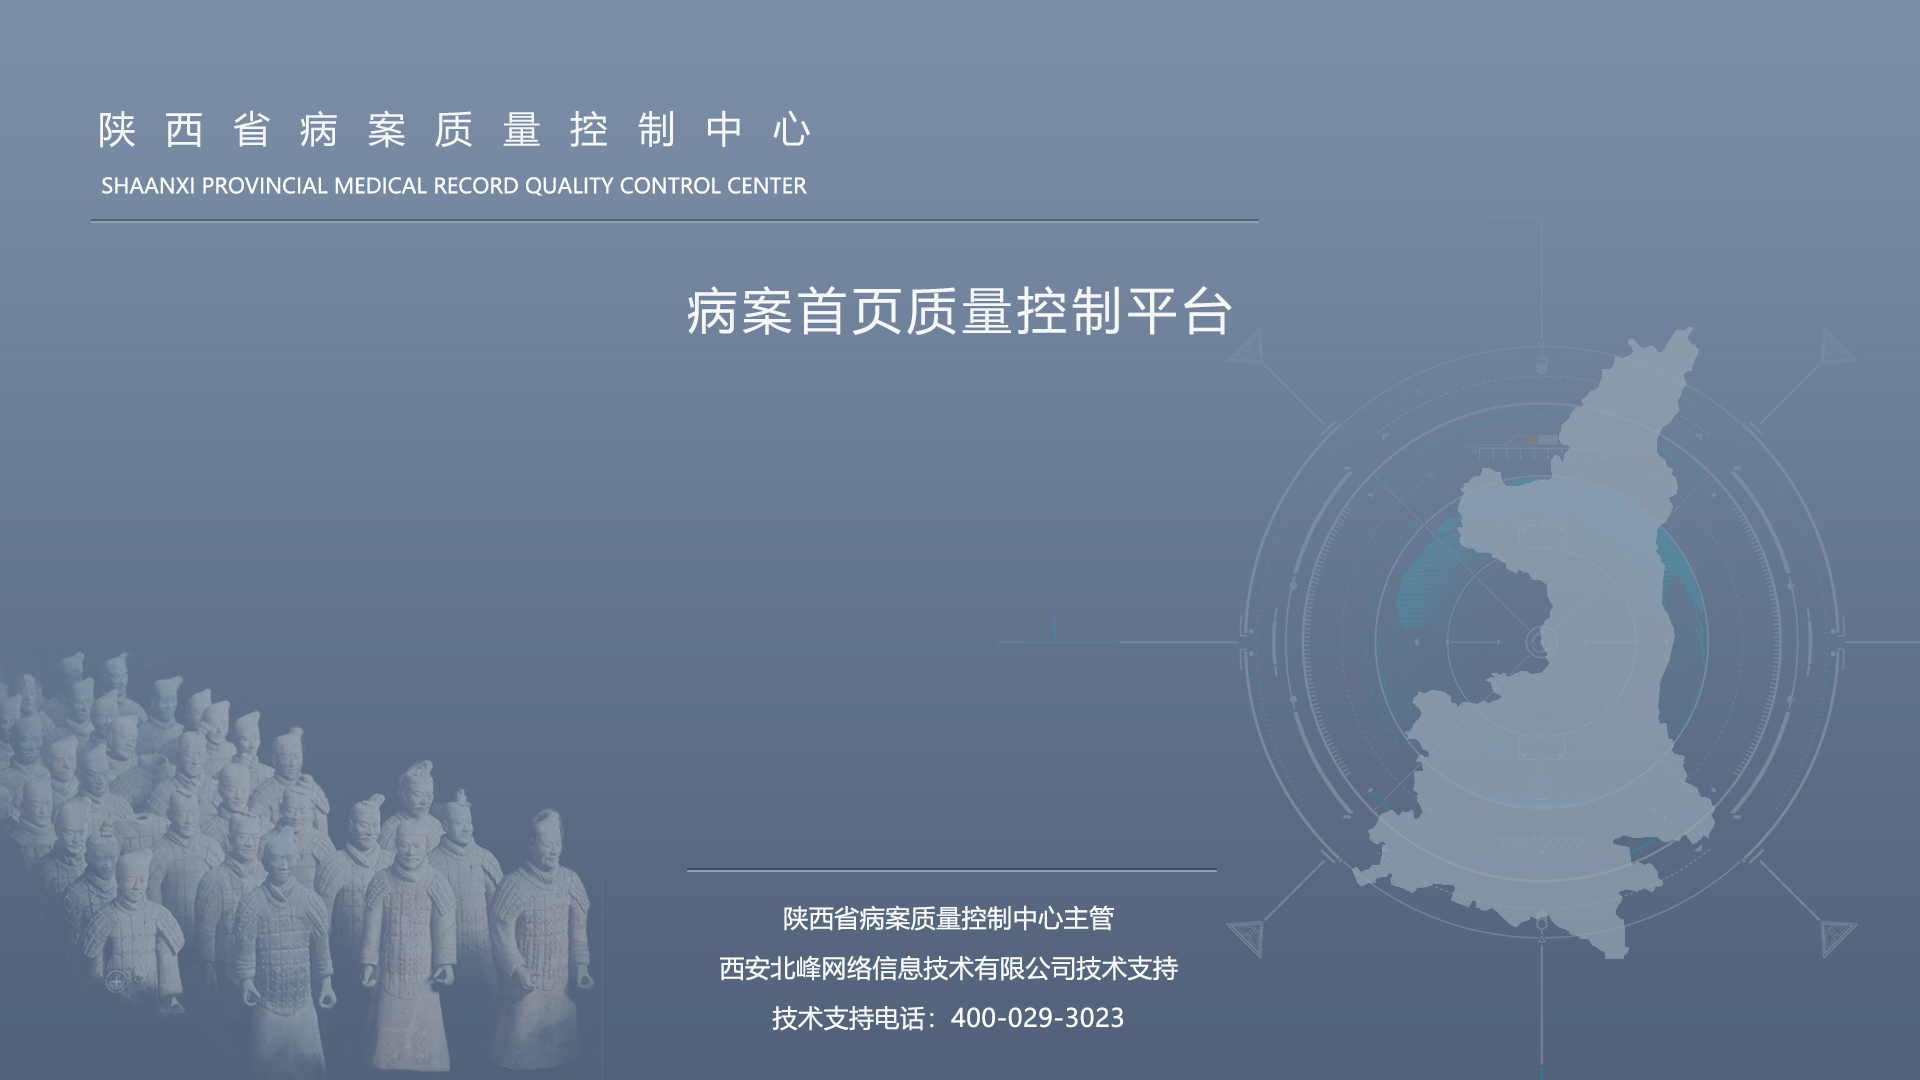 陕西省病案质量控制中心
SHAANXI PROVINCIAL MEDICAL RECORD QUALITY CONTROL CENTER
病案首页质量控制平台
陕西省病案质量控制中心主管
西安北峰网络信息技术有限公司技术支持
技术支持电话：400-029-3023